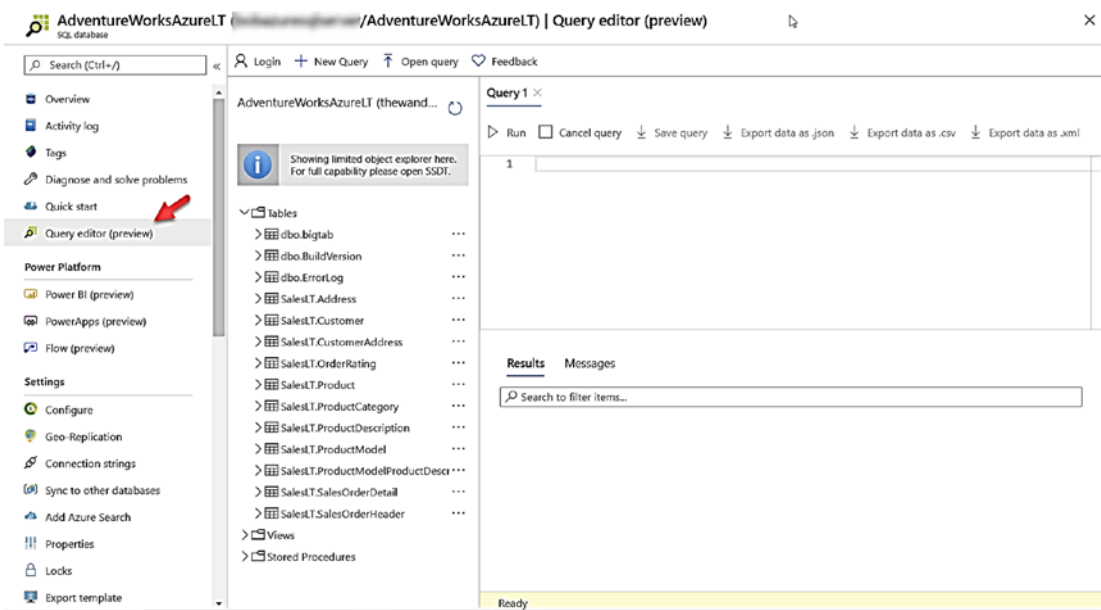 AdventureWorksAzureLT ( /AdventureWorksAzureLT) | Query editor (preview)
SQL database
Search (Ctrl+/)
«
Overview
Activity log
Tags
Diagnose and solve problems
Quick start
Query editor (preview)
Power Platform
Power BI (preview)
PowerApps (preview)
Flow (preview)
Settings
Configure
Geo-Replication
Connection strings
Sync to other databases
Add Azure Search
Properties
Locks
Export template
Login + New Query Open query Feedback
AdventureWorksAzureLT (thewand...
Showing limited object explorer here.
For full capability please open SSDT.
Tables
dbo.bigtab ...
dbo.BuildVersion ...
dbo.ErrorLog ...
SalesLT.Address ...
SalesLT.Customer ...
SalesLT.CustomerAddress ...
SalesLT.OrderRating ...
SalesLT.Product ...
SalesLT.ProductCategory ...
SalesLT.ProductDescription ...
SalesLT.ProductModel ...
SalesLT.ProductModelProductDescr ...
SalesLT.SalesOrderDetail ...
SalesLT.SalesOrderHeader ...
Views
Stored Procedures
Query 1 ×
Run Cancel query Save query Export data as .json Export data as .csv Export data as .xml
1
Results Messages
Search to filter items...
Ready